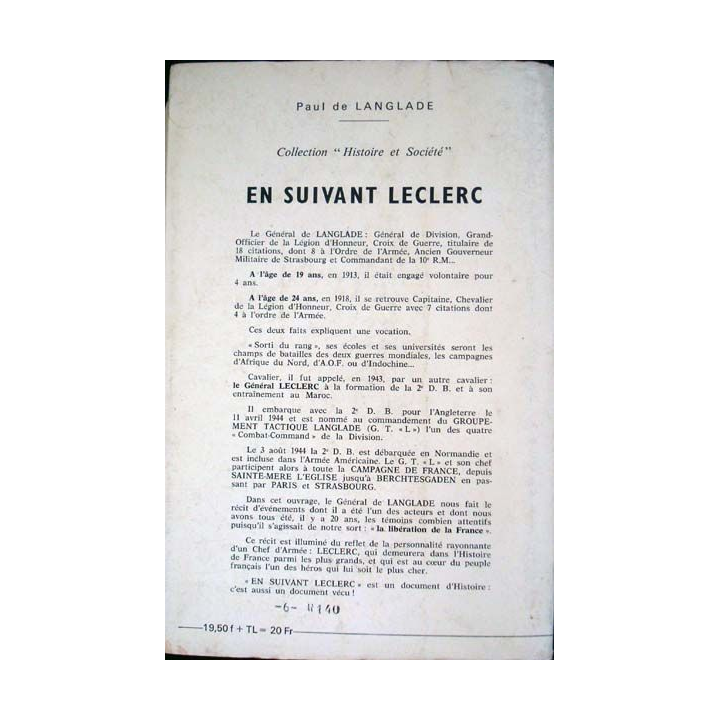 Paul de LANGLADE
Collection " Histoire et Société "
EN SUIVANT LECLERC
Le Général de LANGLADE : Général de Division, Grand-
Officier de la Légion d'Honneur, Croix de Guerre, titulaire de
18 citations, dont 8 à l'Ordre de l'Armée, Ancien Gouverneur
Militaire de Strasbourg et Commandant de la 10e R.M...
A l'âge de 19 ans, en 1913, il était engagé volontaire pour
4 ans.
A l'âge de 24 ans, en 1918, il se retrouve Capitaine, Chevalier
de la Légion d'Honneur, Croix de Guerre avec 7 citations dont
4 à l'ordre de l'Armée.
Ces deux faits expliquent une vocation.
« Sorti du rang », ses écoles et ses universités seront les
champs de batailles des deux guerres mondiales, les campagnes
d'Afrique du Nord, d'A.O.F. ou d'Indochine...
Cavalier, il fut appelé, en 1943, par un autre cavalier :
le Général LECLERC à la formation de la 2e D. B. et à son
entraînement au Maroc.
Il embarque avec la 2e D. B. pour l'Angleterre le
11 avril 1944 et est nommé au commandement du GROUPE-
MENT TACTIQUE LANGLADE (G. T. « L ») l'un des quatre
« Combat-Command » de la Division.
Le 3 août 1944 la 2e D. B. est débarquée en Normandie et
est incluse dans l'Armée Américaine. Le G. T. « L » et son chef
participent alors à toute la CAMPAGNE DE FRANCE, depuis
SAINTE-MERE L'EGLISE jusqu'à BERCHTESGADEN en pas-
sant par PARIS et STRASBOURG.
Dans cet ouvrage, le Général de LANGLADE nous fait le
récit d'événements dont il a été l'un des acteurs et dont nous
avons tous été, il y a 20 ans, les témoins combien attentifs
puisqu'il s'agissait de notre sort : « la libération de la France ».
Ce récit est illuminé du reflet de la personnalité rayonnante
d'un Chef d'Armée : LECLERC, qui demeurera dans l'Histoire
de France parmi les plus grands, et qui est au cœur du peuple
français l'un des héros qui lui soit le plus cher.
« EN SUIVANT LECLERC » est un document d'Histoire :
c'est aussi un document vécu !
-6-
19,50 f + TL = 20 Fr